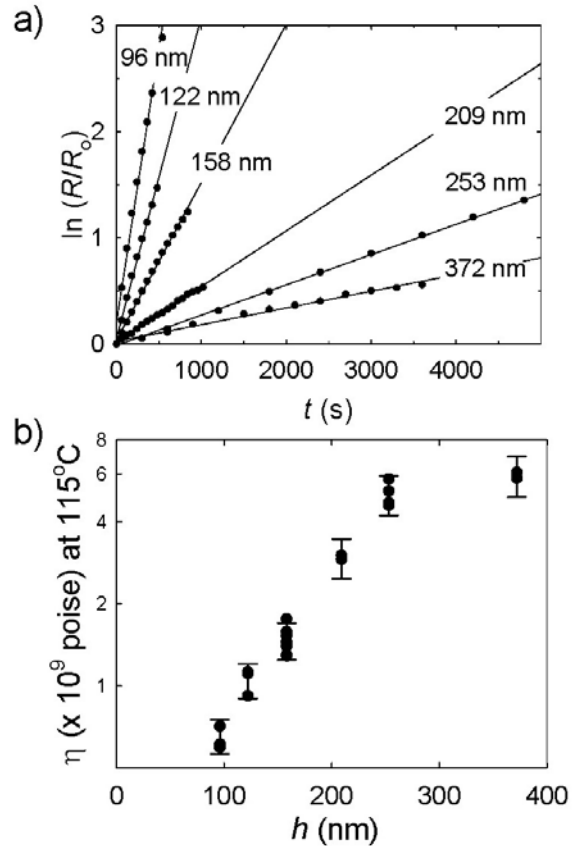 a)
3
2
1
0
ln (R/Rₒ)
96 nm
122 nm
158 nm
209 nm
253 nm
372 nm
0 1000 2000 3000 4000
t (s)
b)
8
6
4
2
1
η (x 10⁹ poise) at 115°C
0 100 200 300 400
h (nm)